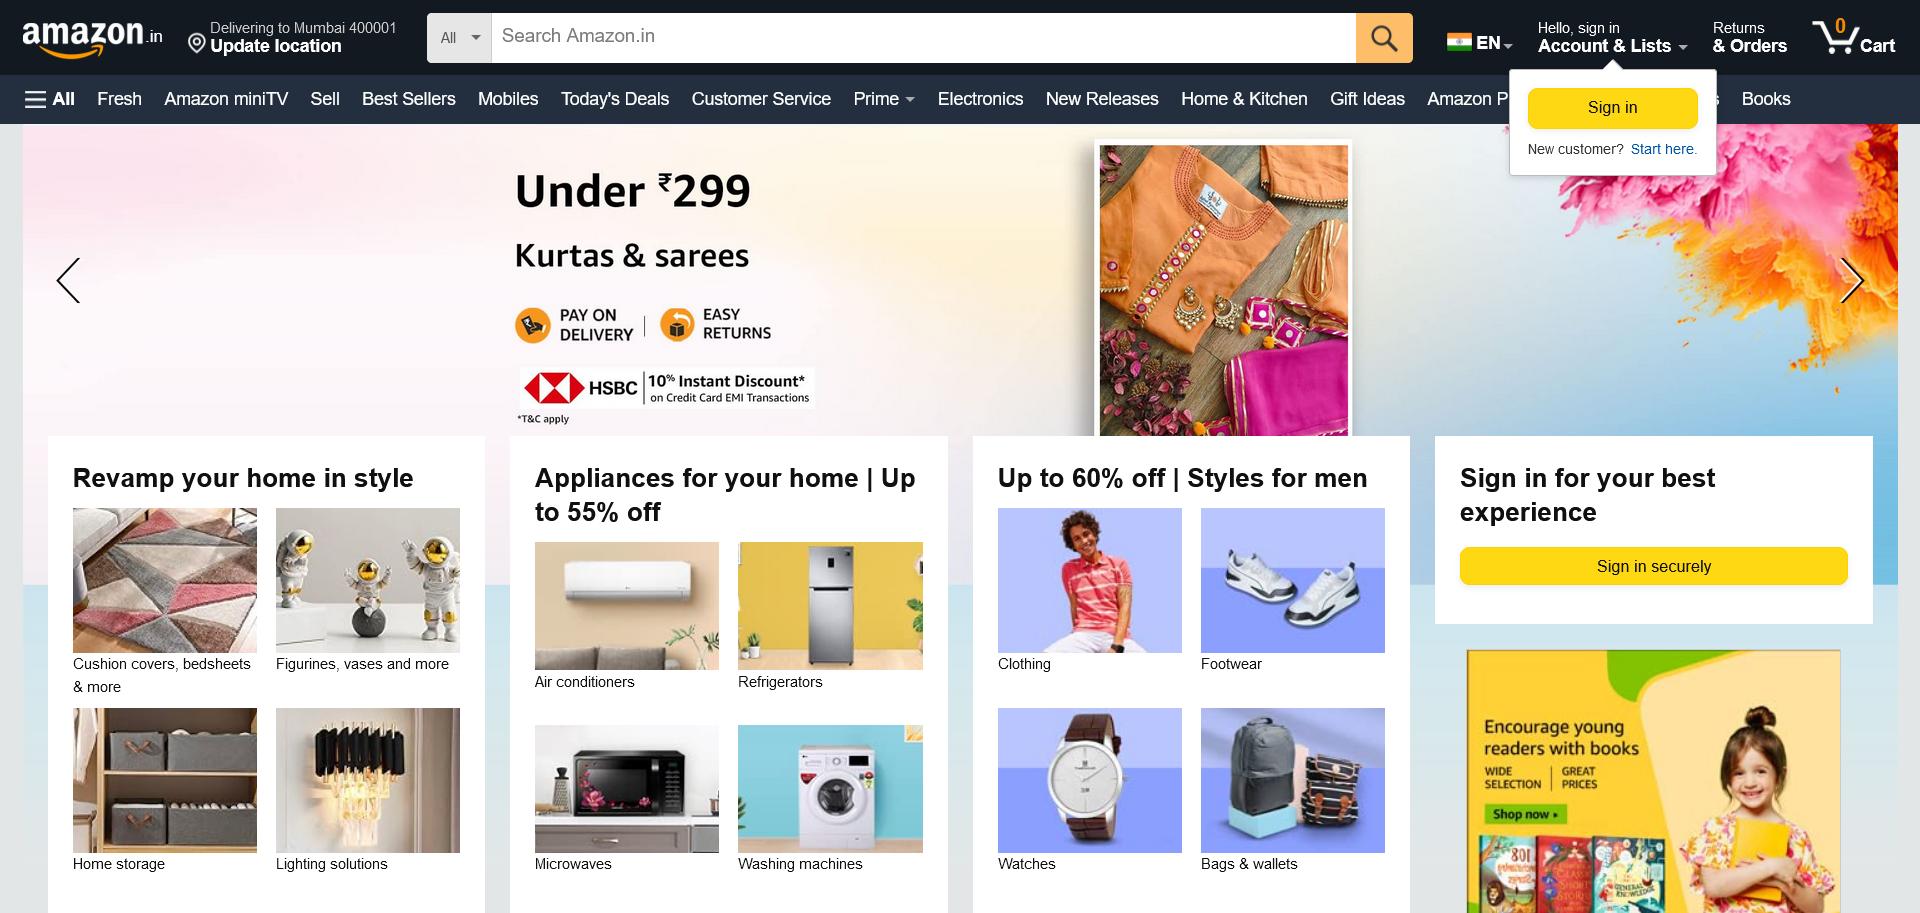 amazon.in
Delivering to Mumbai 400001
Update location
All
Search Amazon.in
EN
Hello, sign in
Account & Lists
Returns
& Orders
0
Cart
All
Fresh
Amazon miniTV
Sell
Best Sellers
Mobiles
Today's Deals
Customer Service
Prime
Electronics
New Releases
Home & Kitchen
Gift Ideas
Amazon P
s
Books
Sign in
New customer? Start here.
Under ₹299
Kurtas & sarees
PAY ON
DELIVERY
EASY
RETURNS
HSBC
10% Instant Discount*
on Credit Card EMI Transactions
*T&C apply
Revamp your home in style
Cushion covers, bedsheets
& more
Figurines, vases and more
Home storage
Lighting solutions
Appliances for your home | Up
to 55% off
Air conditioners
Refrigerators
Microwaves
Washing machines
Up to 60% off | Styles for men
Clothing
Footwear
Watches
Bags & wallets
Sign in for your best
experience
Sign in securely
Encourage young
readers with books
WIDE
SELECTION
GREAT
PRICES
Shop now